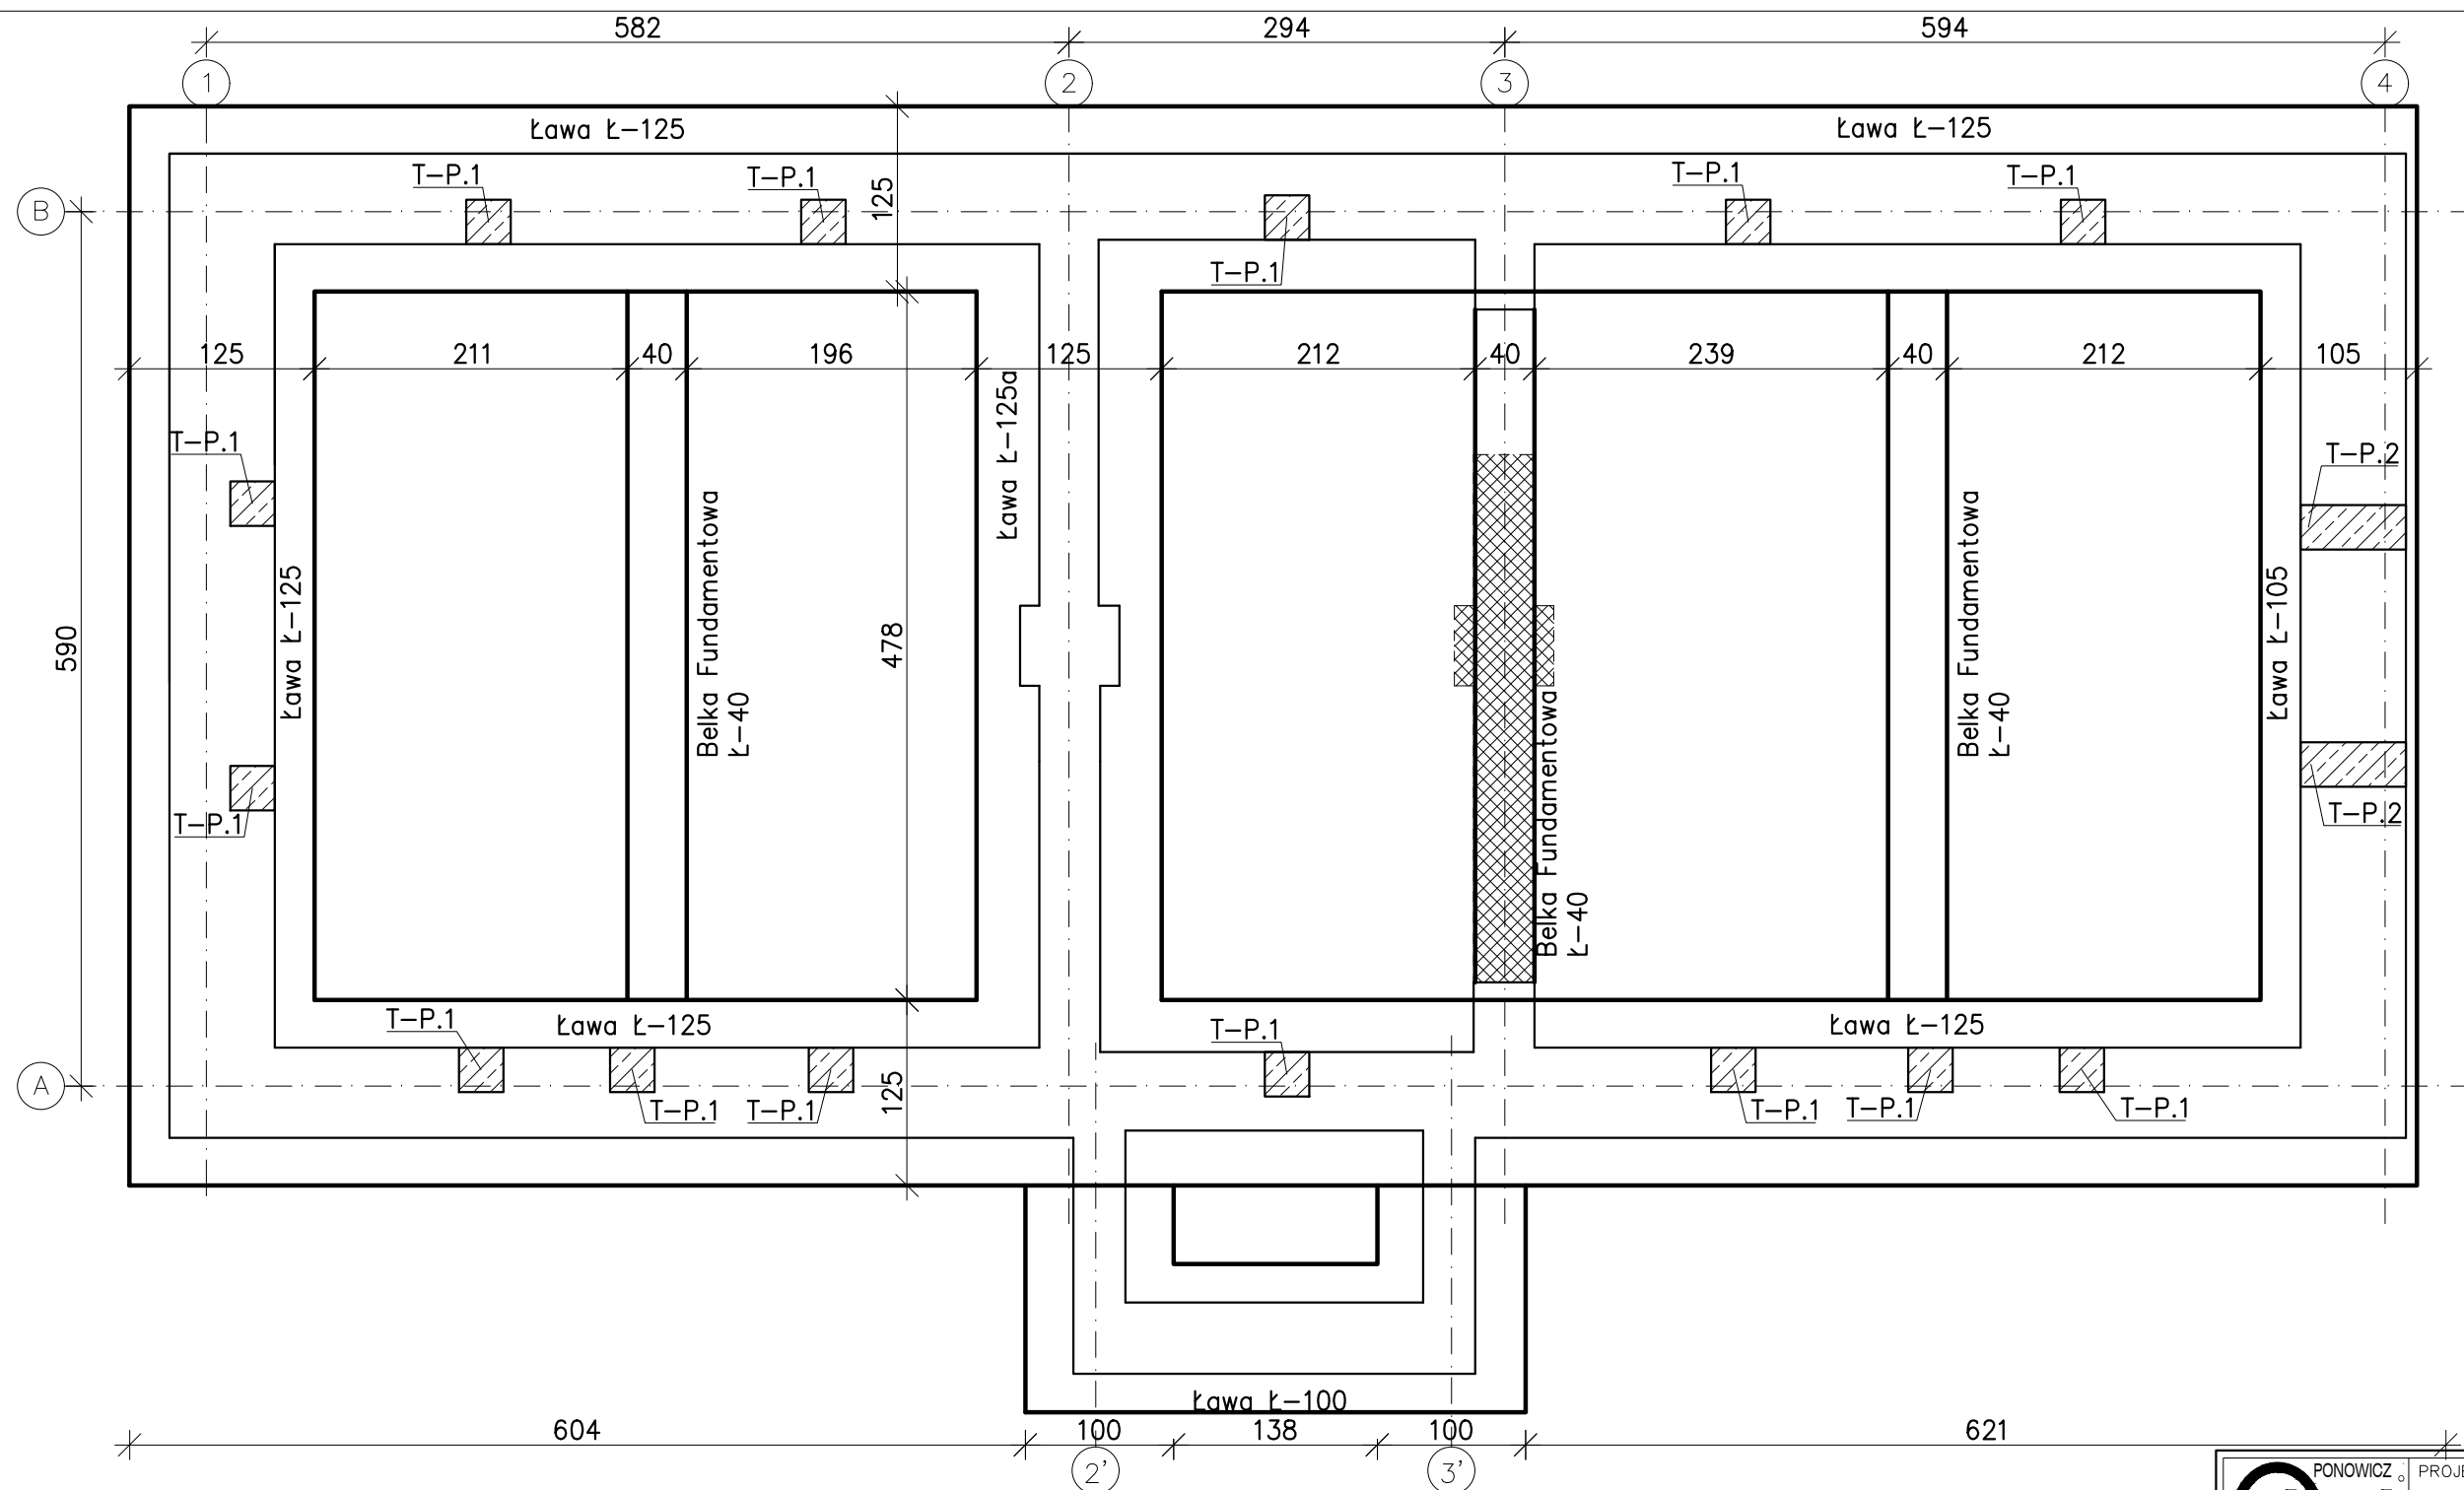 582
294
594
1
2
3
4
Ława Ł-125
Ława Ł-125
T-P.1
T-P.1
T-P.1
T-P.1
B
125
T-P.1
125
211
40
196
125
212
40
239
40
212
105
Ława Ł-125a
T-P.1
T-P.2
Belka Fundamentowa
Ł-40
Belka Fundamentowa
Ł-40
Ława Ł-125
Ława Ł-105
590
478
Belka Fundamentowa
Ł-40
T-P.1
T-P.2
T-P.1
Ława Ł-125
T-P.1
Ława Ł-125
A
125
T-P.1
T-P.1
T-P.1
T-P.1
T-P.1
Ława Ł-100
604
100
138
100
621
2'
3'
PONOWICZ